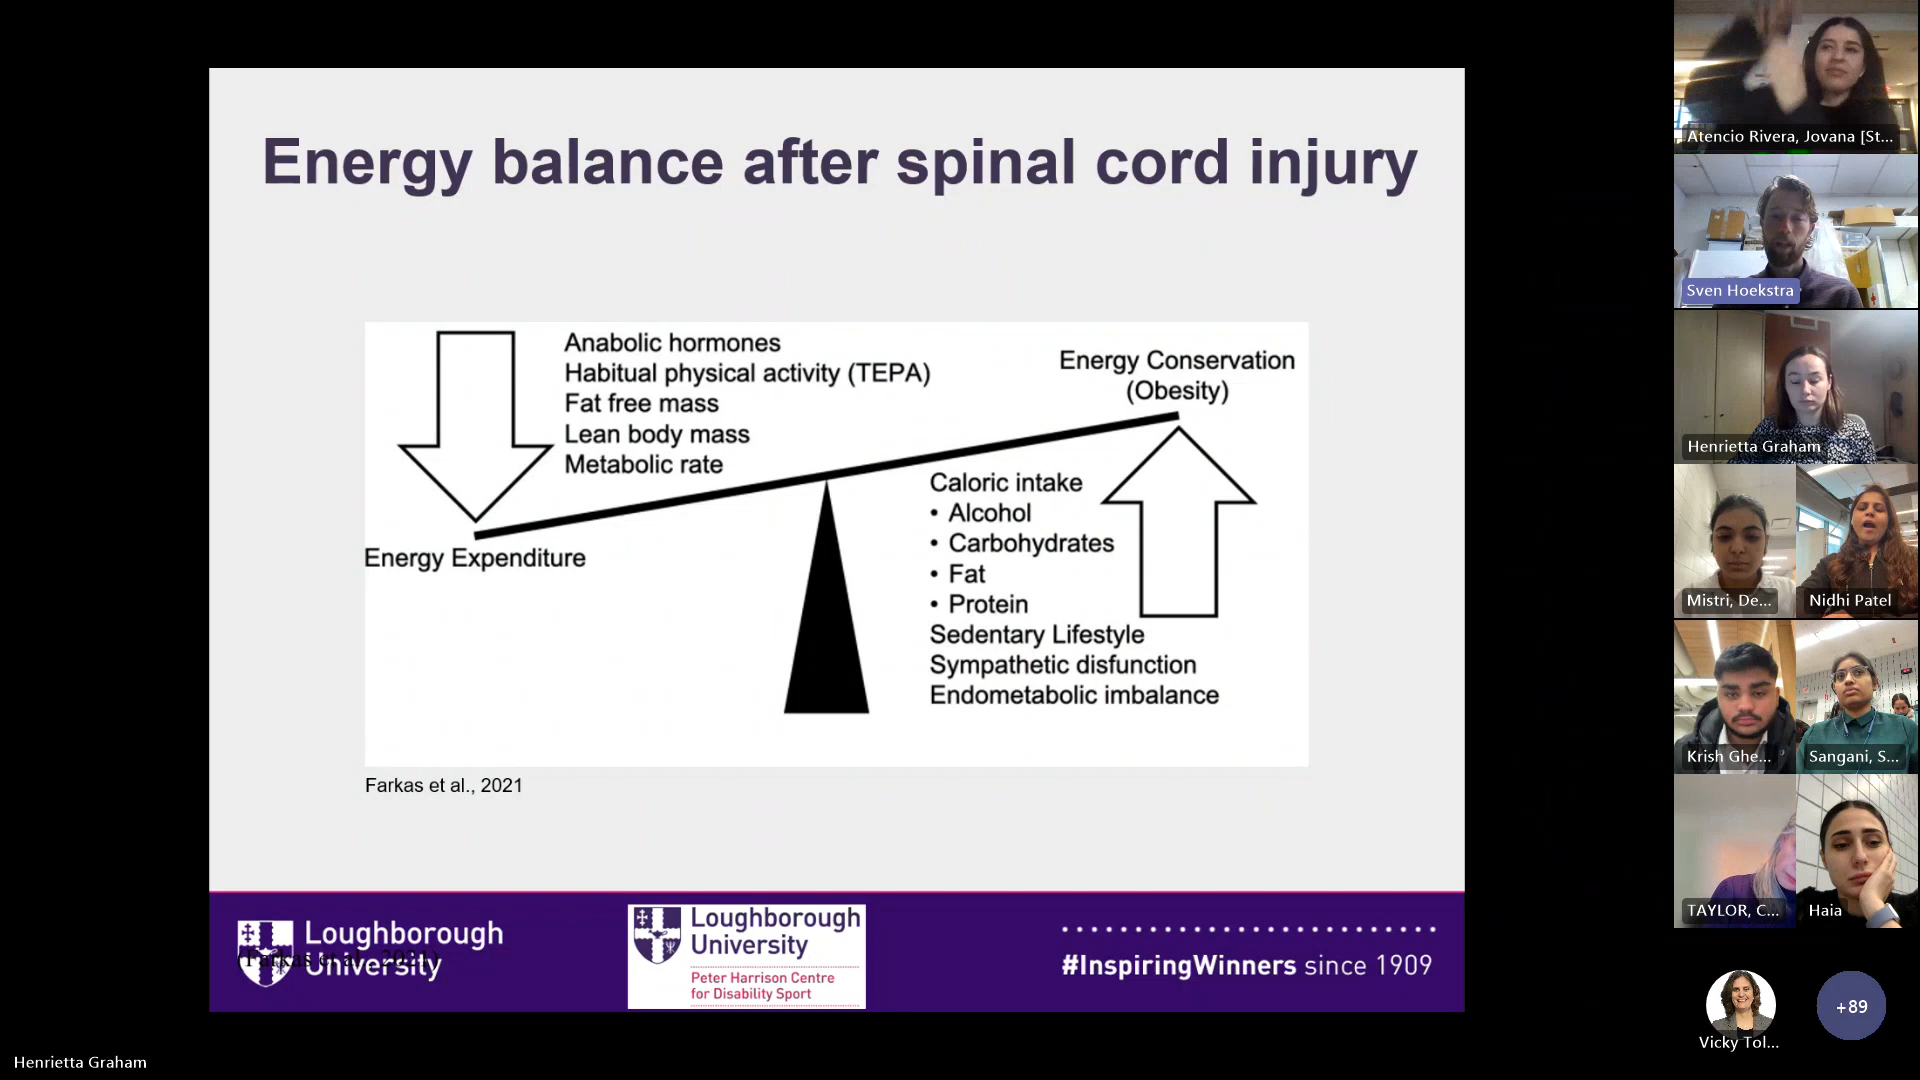 Energy balance after spinal cord injury
Anabolic hormones
Habitual physical activity (TEPA)
Fat free mass
Lean body mass
Metabolic rate
Energy Expenditure
Energy Conservation
(Obesity)
Caloric intake
• Alcohol
• Carbohydrates
• Fat
• Protein
Sedentary Lifestyle
Sympathetic disfunction
Endometabolic imbalance
Farkas et al., 2021
Loughborough
University
(Farkas et al., 2021)
Loughborough
University
Peter Harrison Centre
for Disability Sport
#InspiringWinners since 1909
Atencio Rivera, Jovana [St...
Sven Hoekstra
Henrietta Graham
Mistri, De...
Nidhi Patel
Krish Ghe...
Sangani, S...
TAYLOR, C...
Haia
Vicky Tol...
+89
Henrietta Graham